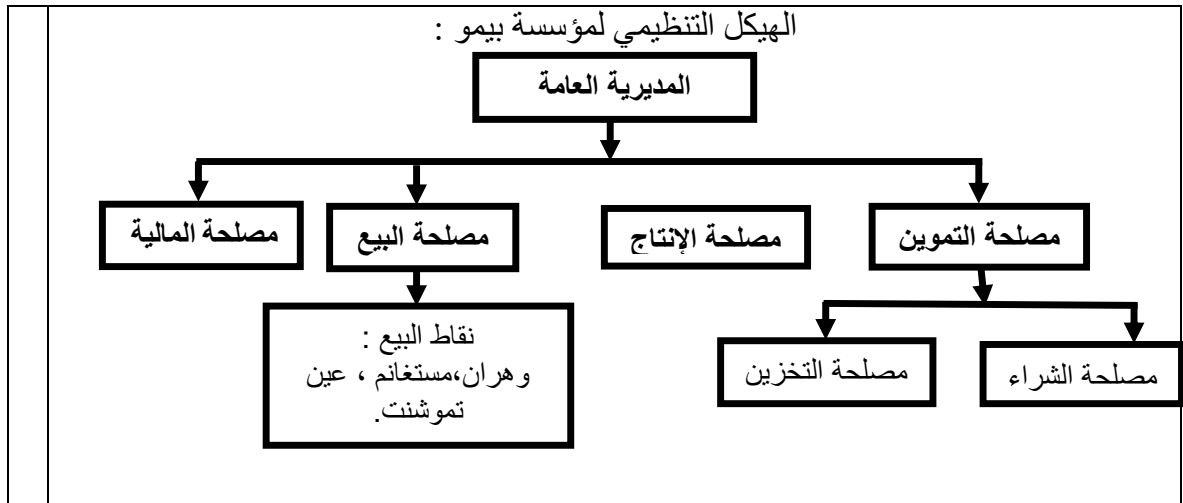 الهيكل التنظيمي لمؤسسة بيمو :
المديرية العامة
مصلحة التموين
مصلحة الإنتاج
مصلحة البيع
مصلحة المالية
مصلحة الشراء
مصلحة التخزين
نقاط البيع :
وهران،مستغانم ، عين
تموشنت.